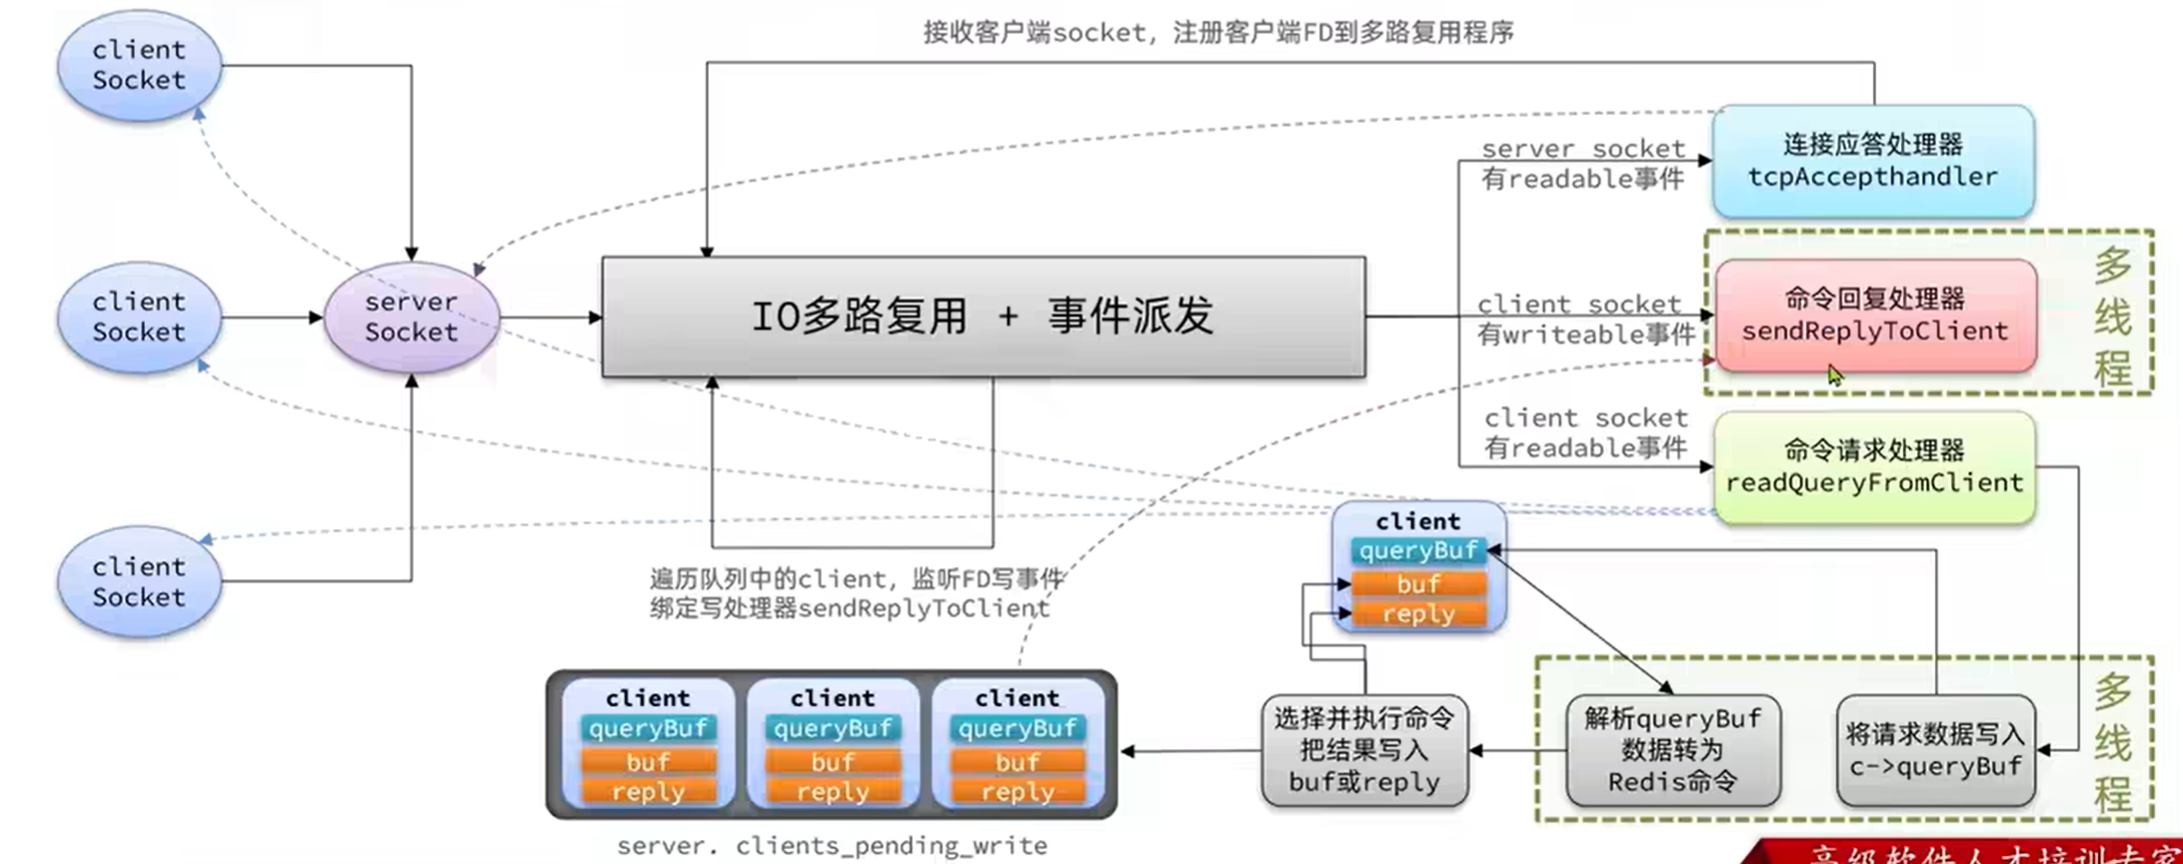 接收客户端socket, 注册客户端FD到多路复用程序
client
Socket
client
Socket
client
Socket
server
Socket
IO多路复用 + 事件派发
server socket
有readable事件
连接应答处理器
tcpAccepthandler
client socket
有writeable事件
命令回复处理器
sendReplyToClient
多
线
程
client socket
有readable事件
命令请求处理器
readQueryFromClient
遍历队列中的client, 监听FD写事件
绑定写处理器sendReplyToClient
client
queryBuf
buf
reply
client
queryBuf
buf
reply
client
queryBuf
buf
reply
client
queryBuf
buf
reply
server. clients_pending_write
选择并执行命令
把结果写入
buf或reply
解析queryBuf
数据转为
Redis命令
将请求数据写入
c->queryBuf
多
线
程
高级软件人才培训专家